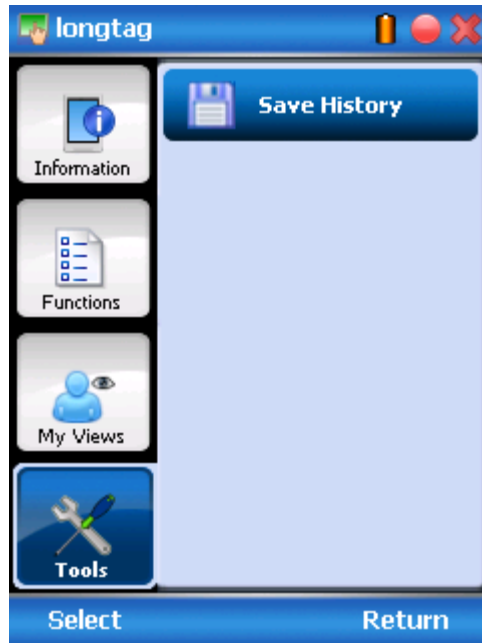 longtag
Save History
Information
Functions
My Views
Tools
Select
Return